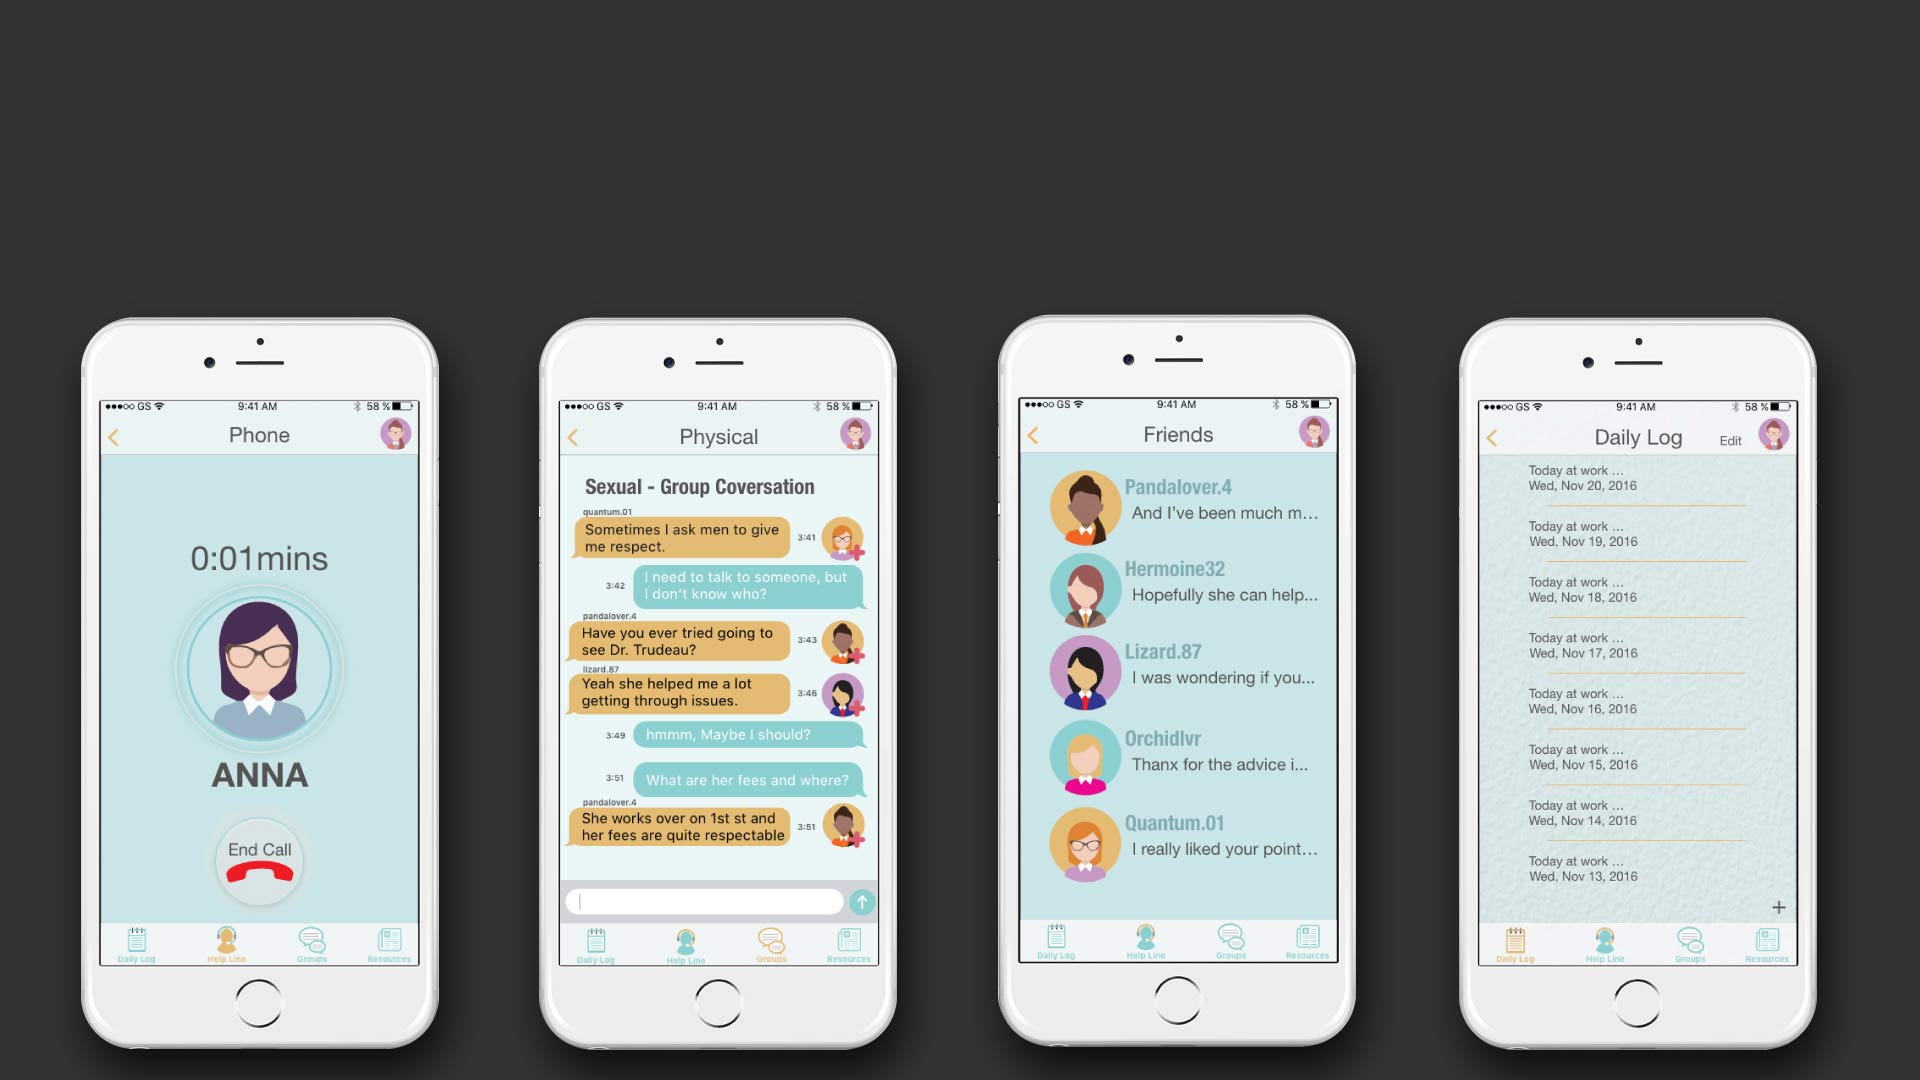 GS 9:41 AM 58 %
Phone
0:01mins
ANNA
End Call
Daily Log Help Line Groups Resources
GS 9:41 AM 58 %
Physical
Sexual - Group Coversation
quantum.01
Sometimes I ask men to give
me respect.
3:41
I need to talk to someone, but
I don't know who?
3:42
pandalover.4
Have you ever tried going to
see Dr. Trudeau?
3:43
lizard.87
Yeah she helped me a lot
getting through issues.
3:46
3:49 hmmm, Maybe I should?
3:51 What are her fees and where?
pandalover.4
She works over on 1st st and
her fees are quite respectable
3:51
Daily Log Help Line Groups Resources
GS 9:41 AM 58 %
Friends
Pandalover.4
And I've been much m...
Hermoine32
Hopefully she can help...
Lizard.87
I was wondering if you...
Orchidlvr
Thanx for the advice i...
Quantum.01
I really liked your point...
Daily Log Help Line Groups Resources
GS 9:41 AM 58 %
Daily Log Edit
Today at work ...
Wed, Nov 20, 2016
Today at work ...
Wed, Nov 19, 2016
Today at work ...
Wed, Nov 18, 2016
Today at work ...
Wed, Nov 17, 2016
Today at work ...
Wed, Nov 16, 2016
Today at work ...
Wed, Nov 15, 2016
Today at work ...
Wed, Nov 14, 2016
Today at work ...
Wed, Nov 13, 2016
+
Daily Log Help Line Groups Resources